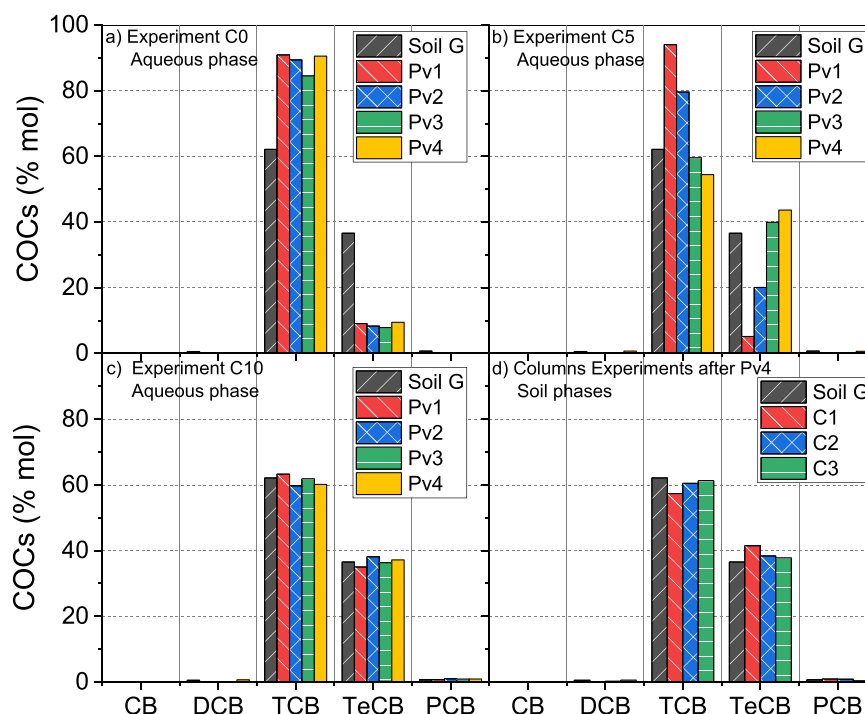 a) Experiment C0
Aqueous phase
Soil G
Pv1
Pv2
Pv3
Pv4
b) Experiment C5
Aqueous phase
Soil G
Pv1
Pv2
Pv3
Pv4
100
80
60
40
20
0
COCs (% mol)
c) Experiment C10
Aqueous phase
Soil G
Pv1
Pv2
Pv3
Pv4
d) Columns Experiments after Pv4
Soil phases
Soil G
C1
C2
C3
80
60
40
20
0
COCs (% mol)
CB DCB TCB TeCB PCB
CB DCB TCB TeCB PCB